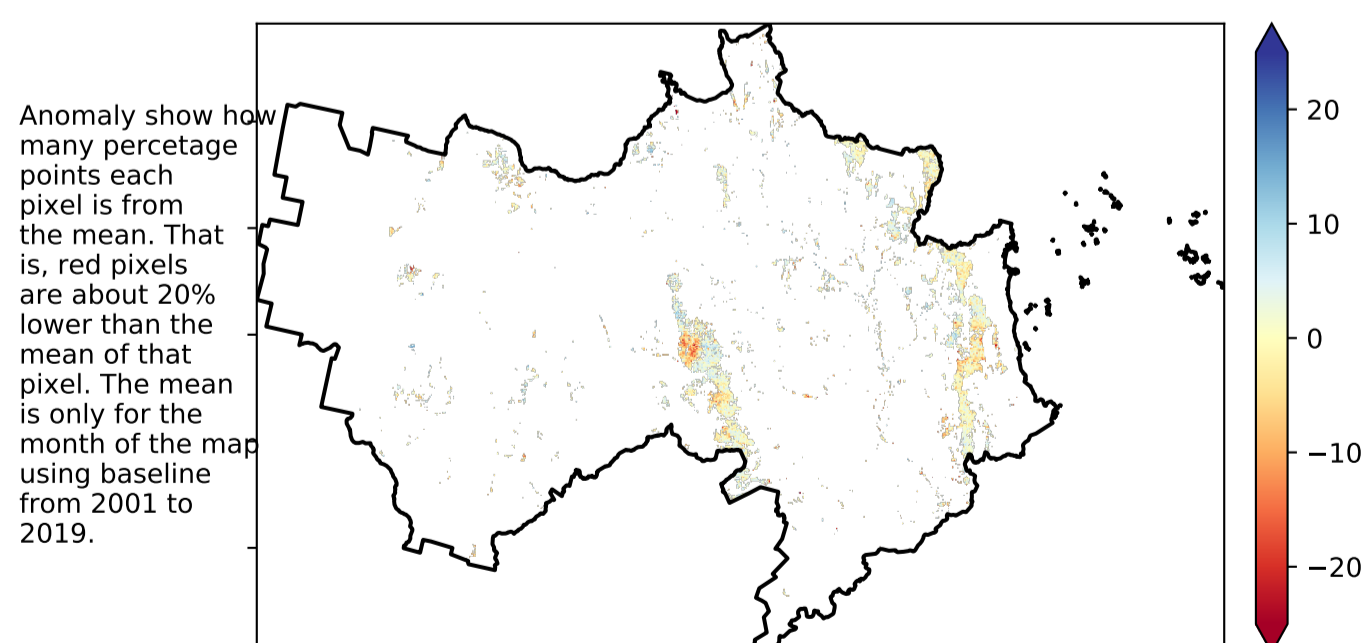 Anomaly show how
many percetage
points each
pixel is from
the mean. That
is, red pixels
are about 20%
lower than the
mean of that
pixel. The mean
is only for the
month of the map
using baseline
from 2001 to
2019.
20
10
0
−10
−20